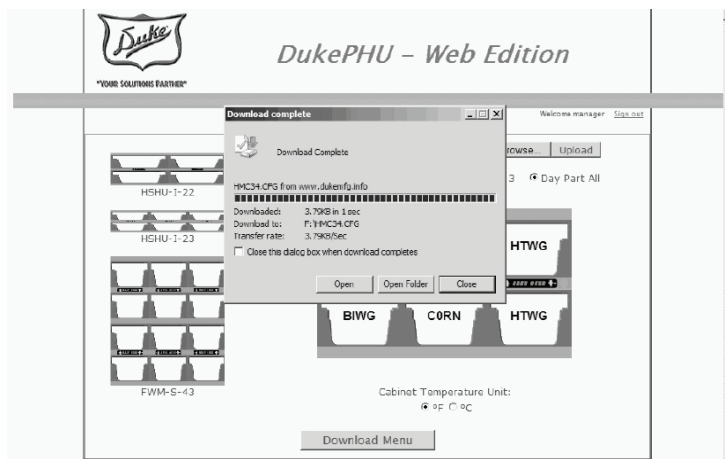 Duke
"YOUR SOLUTIONS PARTNER"
DukePHU – Web Edition
Welcome manager Sign out
Download complete
Download Complete
HMC34.CFG from www.dukemfg.info
Downloaded: 3.79KB in 1 sec
Download to: F:\HMC34.CFG
Transfer rate: 3.79KB/Sec
Close this dialog box when download completes
Open Open Folder Close
rowse... Upload
3 Day Part All
HSHU-I-22
HSHU-I-23
FWM-S-43
HTWG
BIWG CORN HTWG
Cabinet Temperature Unit:
ºF ºC
Download Menu